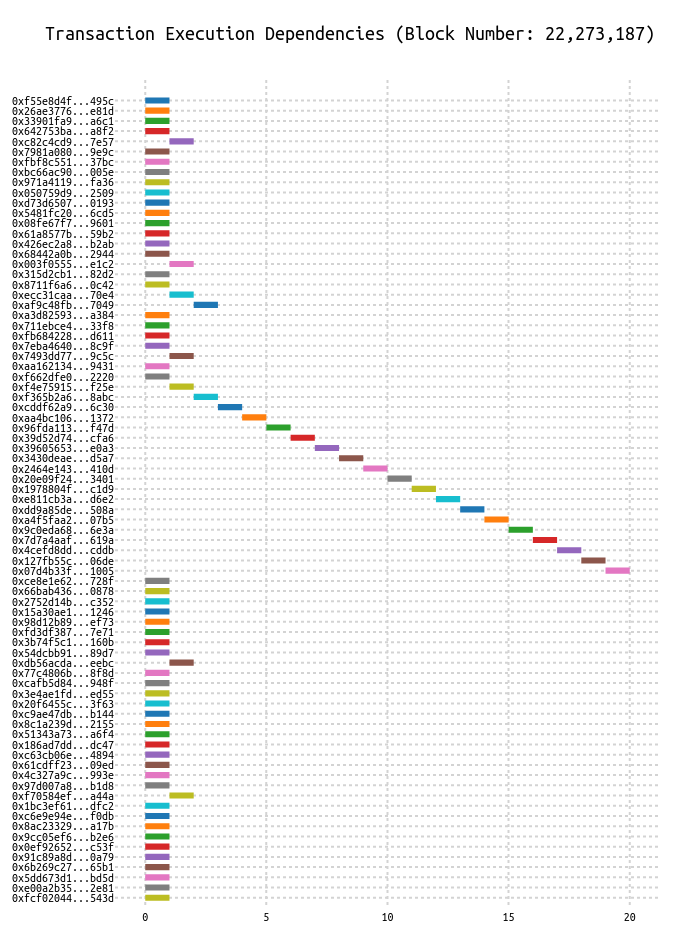 Transaction Execution Dependencies (Block Number: 22,273,187)
0xf55e8d4f...495c
0x26ae3776...e81d
0x33901fa9...a6c1
0x642753ba...a8f2
0xc82c4cd9...7e57
0x7981a080...9e9c
0xfbf8c551...37bc
0xbc66ac90...005e
0x971a4119...fa36
0x050759d9...2509
0xd73d6507...0193
0x5481fc20...6cd5
0x08fe67f7...9601
0x61a8577b...59b2
0x426ec2a8...b2ab
0x68442a0b...2944
0x003f0555...e1c2
0x315d2cb1...82d2
0x8711f6a6...0c42
0xecc31caa...70e4
0xaf9c48fb...7049
0xa3d82593...a384
0x711ebce4...33f8
0xfb684228...d611
0x7eba4640...8c9f
0x7493dd77...9c5c
0xaa162134...9431
0xf662dfe0...2220
0xf4e75915...f25e
0xf365b2a6...8abc
0xcddf62a9...6c30
0xaa4bc106...1372
0x96fda113...f47d
0x39d52d74...cfa6
0x39605653...e0a3
0x3430deae...d5a7
0x2464e143...410d
0x20e09f24...3401
0x1978804f...c1d9
0xe811cb3a...d6e2
0xdd9a85de...508a
0xa4f5faa2...07b5
0x9c0eda68...6e3a
0x7d7a4aaf...619a
0x4cefd8dd...cddb
0x127fb55c...06de
0x07d4b33f...1005
0xce8e1e62...728f
0x66bab436...0878
0x2752d14b...c352
0x15a30ae1...1246
0x98d12b89...ef73
0xfd3df387...7e71
0x3b74f5c1...160b
0x54dcbb91...89d7
0xdb56acda...eebc
0x77c4806b...8f8d
0xcafb5d84...948f
0x3e4ae1fd...ed55
0x20f6455c...3f63
0xc9ae47db...b144
0x8c1a239d...2155
0x51343a73...a6f4
0x186ad7dd...dc47
0xc63cb06e...4894
0x61cdff23...09ed
0x4c327a9c...993e
0x97d007a8...b1d8
0xf70584ef...a44a
0x1bc3ef61...dfc2
0xc6e9e94e...f0db
0x8ac23329...a17b
0x9cc05ef6...b2e6
0x0ef92652...c53f
0x91c89a8d...0a79
0x6b269c27...65b1
0x5dd673d1...bd5d
0xe00a2b35...2e81
0xfcf02044...543d
0 5 10 15 20